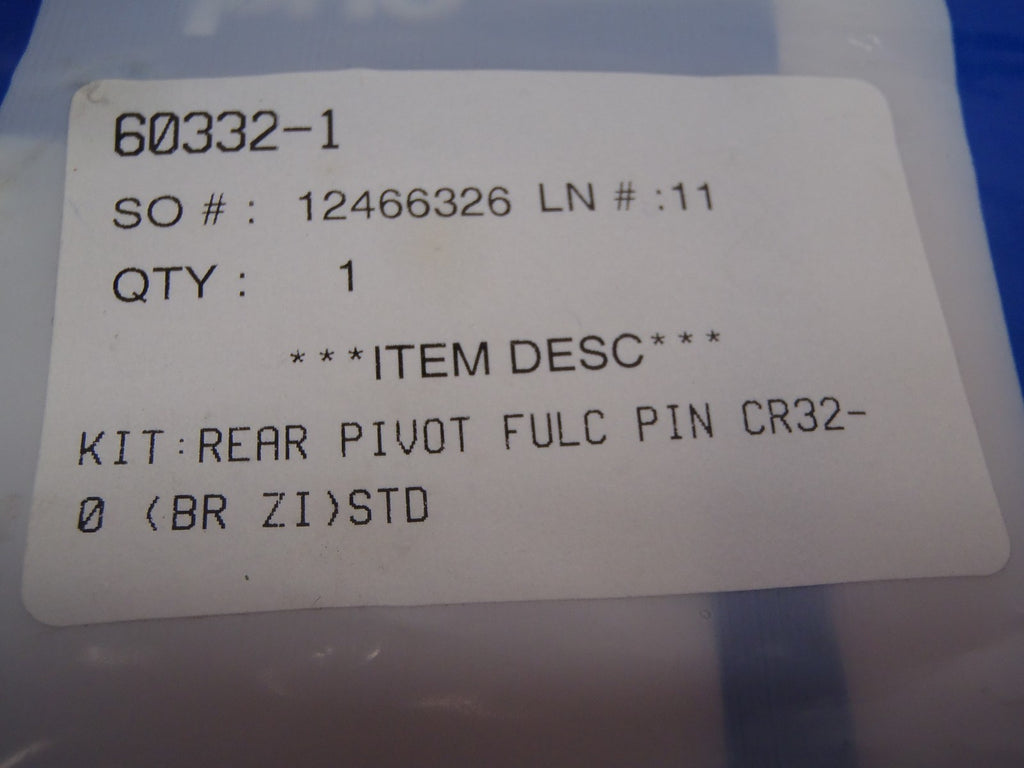 60332-1
SO # : 12466326 LN # :11
QTY : 1
***ITEM DESC***
KIT:REAR PIVOT FULC PIN CR32-
0 (BR ZI)STD